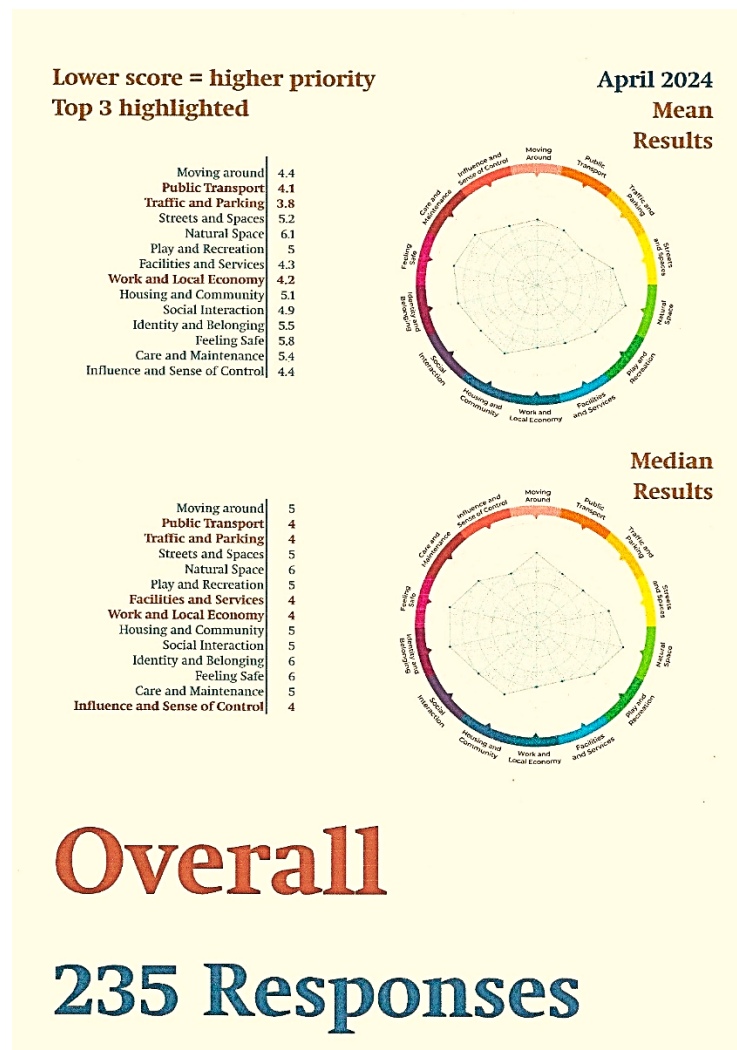 Lower score = higher priority
Top 3 highlighted
April 2024
Mean
Results
Moving around 4.4
Public Transport 4.1
Traffic and Parking 3.8
Streets and Spaces 5.2
Natural Space 6.1
Play and Recreation 5
Facilities and Services 4.3
Work and Local Economy 4.2
Housing and Community 5.1
Social Interaction 4.9
Identity and Belonging 5.5
Feeling Safe 5.8
Care and Maintenance 5.4
Influence and Sense of Control 4.4
Moving
Around
Public
Transport
Traffic and
Parking
Streets
and Spaces
Natural
Space
Play and
Recreation
Facilities
and Services
Work and
Local Economy
Housing and
Community
Social
Interaction
Identity and
Belonging
Feeling
Safe
Care and
Maintenance
Influence and
Sense of Control
Median
Results
Moving around 5
Public Transport 4
Traffic and Parking 4
Streets and Spaces 5
Natural Space 6
Play and Recreation 5
Facilities and Services 4
Work and Local Economy 4
Housing and Community 5
Social Interaction 5
Identity and Belonging 6
Feeling Safe 6
Care and Maintenance 5
Influence and Sense of Control 4
Moving
Around
Public
Transport
Traffic and
Parking
Streets
and Spaces
Natural
Space
Play and
Recreation
Facilities
and Services
Work and
Local Economy
Housing and
Community
Social
Interaction
Identity and
Belonging
Feeling
Safe
Care and
Maintenance
Influence and
Sense of Control
Overall
235 Responses